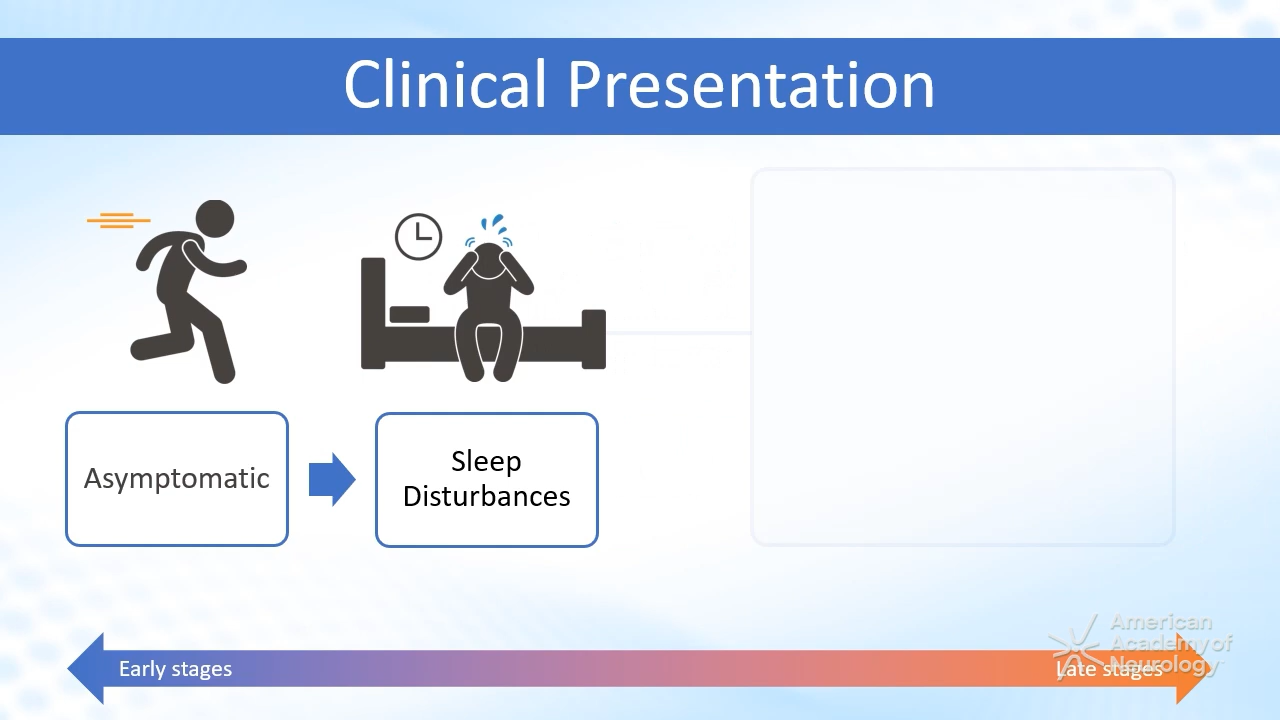 Clinical Presentation
Asymptomatic
Sleep
Disturbances
Early stages
Late stages
American
Academy of
Neurology